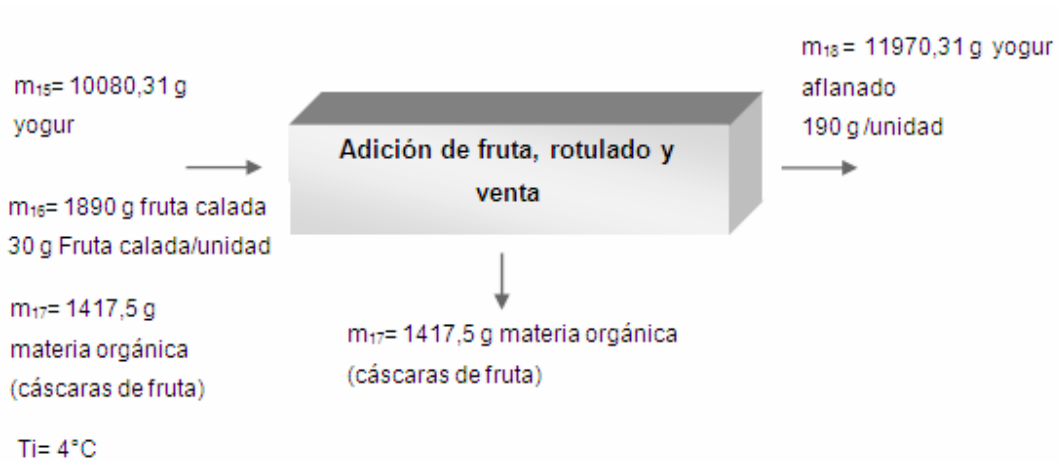 m₁₅= 10080,31 g
yogur
m₁₆= 1890 g fruta calada
30 g Fruta calada/unidad
m₁₇= 1417,5 g
materia orgánica
(cáscaras de fruta)
Ti= 4°C
Adición de fruta, rotulado y
venta
m₁₇= 1417,5 g materia orgánica
(cáscaras de fruta)
m₁₈= 11970,31 g yogur
aflanado
190 g/unidad